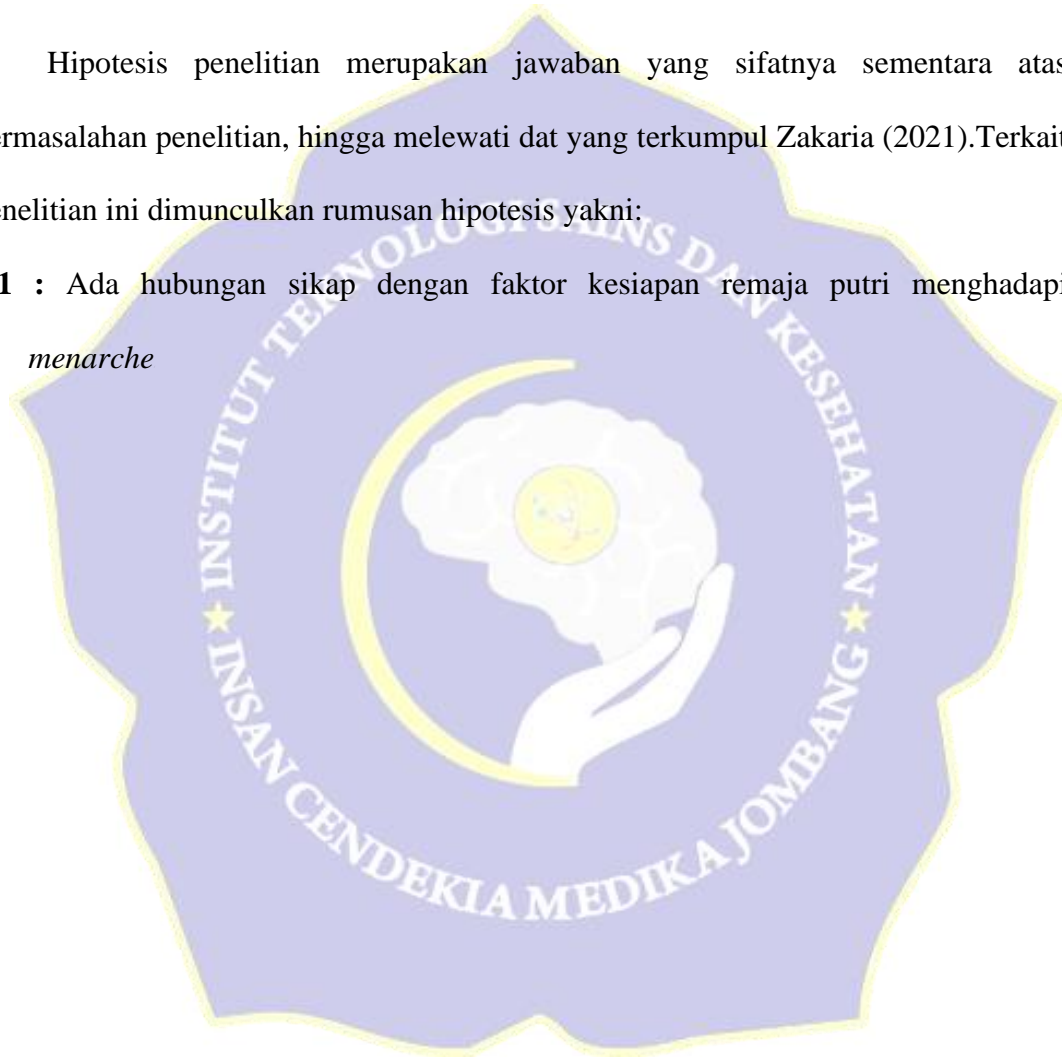 Hipotesis penelitian merupakan jawaban yang sifatnya sementara atas
ermasalahan penelitian, hingga melewati dat yang terkumpul Zakaria (2021).Terkait
enelitian ini dimunculkan rumusan hipotesis yakni:
1 : Ada hubungan sikap dengan faktor kesiapan remaja putri menghadapi
menarche
INSTITUT TEKNOLOGI SAINS DAN KESEHATAN
INSAN CENDEKIA MEDIKA JOMBANG